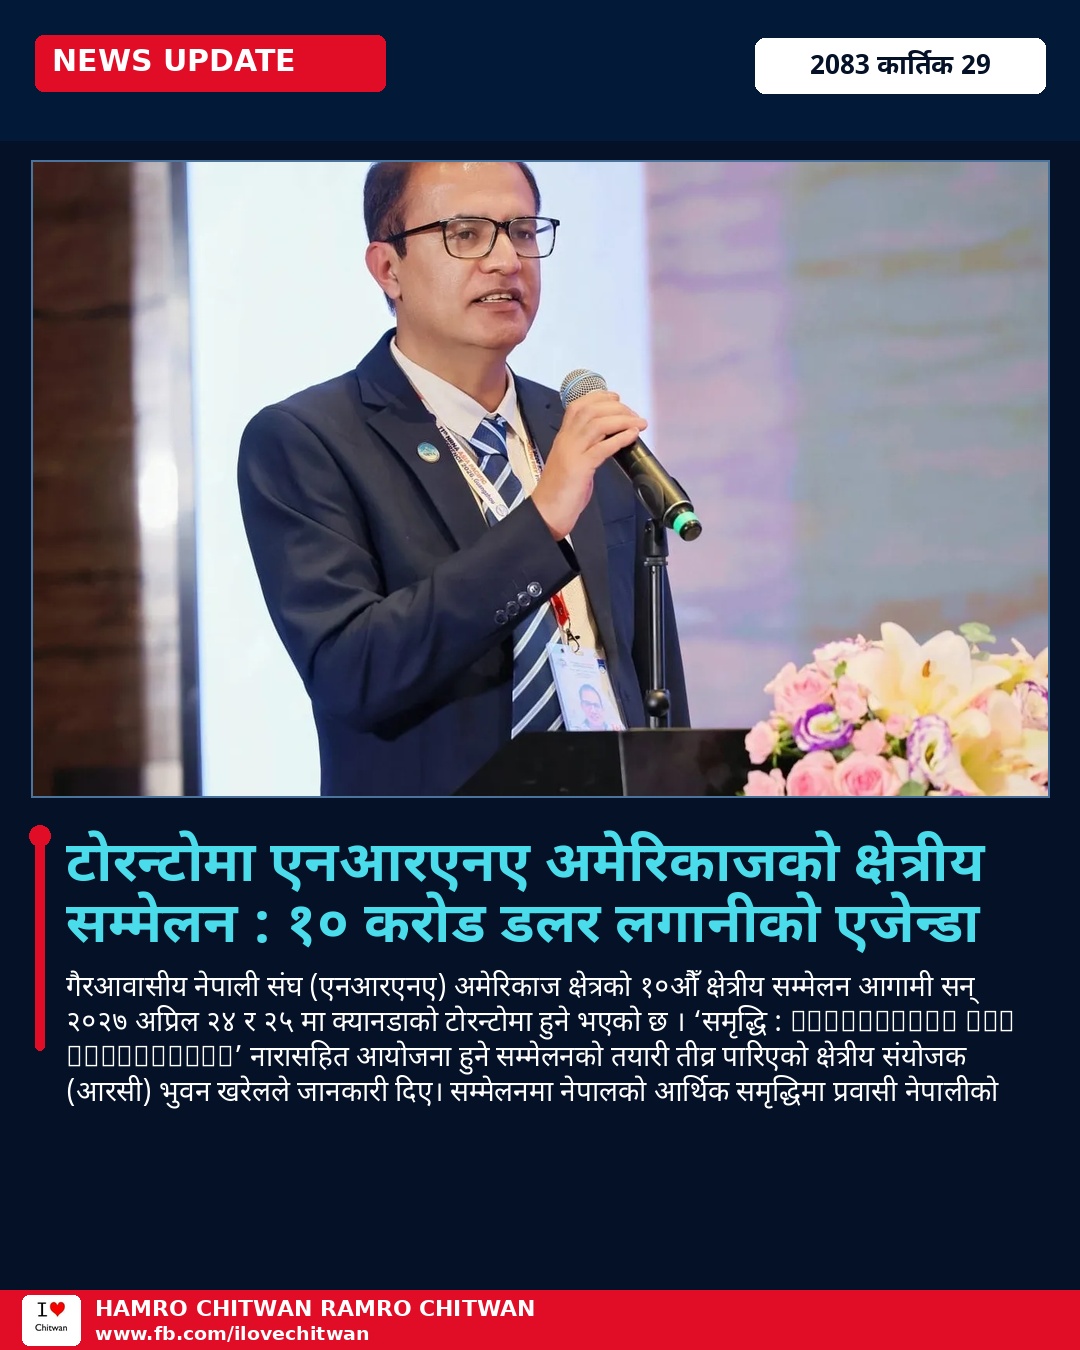 NEWS UPDATE
2083 कार्तिक 29
टोरन्टोमा एनआरएनए अमेरिकाजको क्षेत्रीय
सम्मेलन : १० करोड डलर लगानीको एजेन्डा
गैरआवासीय नेपाली संघ (एनआरएनए) अमेरिकाज क्षेत्रको १०औँ क्षेत्रीय सम्मेलन आगामी सन्
२०२७ अप्रिल २४ र २५ मा क्यानडाको टोरन्टोमा हुने भएको छ । ‘समृद्धि :
’ नारासहित आयोजना हुने सम्मेलनको तयारी तीव्र पारिएको क्षेत्रीय संयोजक
(आरसी) भुवन खरेलले जानकारी दिए। सम्मेलनमा नेपालको आर्थिक समृद्धिमा प्रवासी नेपालीको
I ❤
Chitwan
HAMRO CHITWAN RAMRO CHITWAN
www.fb.com/ilovechitwan